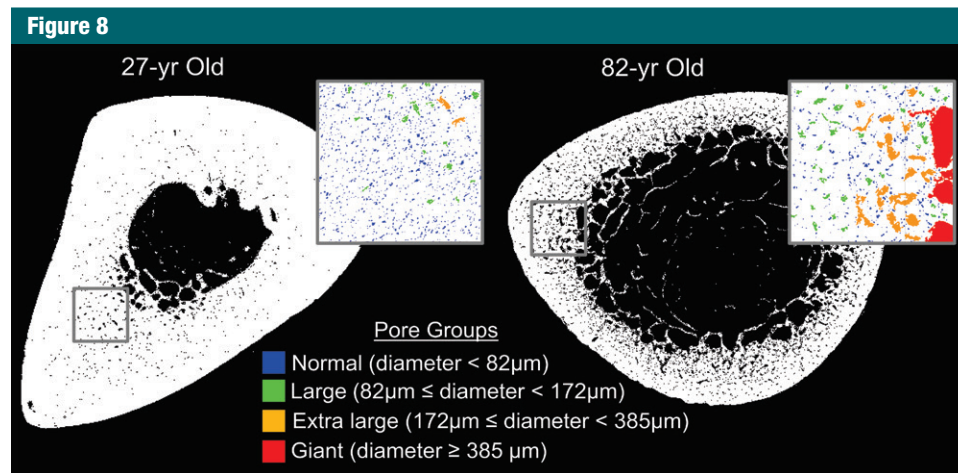 Figure 8
27-yr Old
82-yr Old
Pore Groups
Normal (diameter < 82µm)
Large (82µm ≤ diameter < 172µm)
Extra large (172µm ≤ diameter < 385µm)
Giant (diameter ≥ 385 µm)